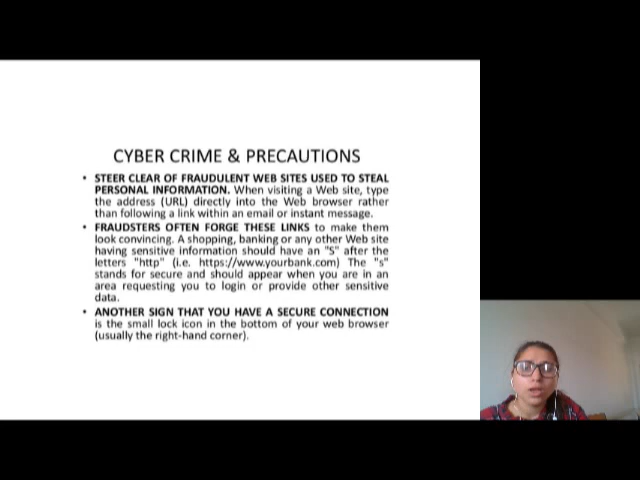 CYBER CRIME & PRECAUTIONS
• STEER CLEAR OF FRAUDULENT WEB SITES USED TO STEAL
PERSONAL INFORMATION. When visiting a Web site, type
the address (URL) directly into the Web browser rather
than following a link within an email or instant message.
• FRAUDSTERS OFTEN FORGE THESE LINKS to make them
look convincing. A shopping, banking or any other Web site
having sensitive information should have an "S" after the
letters "http" (i.e. https://www.yourbank.com) The "s"
stands for secure and should appear when you are in an
area requesting you to login or provide other sensitive
data.
• ANOTHER SIGN THAT YOU HAVE A SECURE CONNECTION
is the small lock icon in the bottom of your web browser
(usually the right-hand corner).